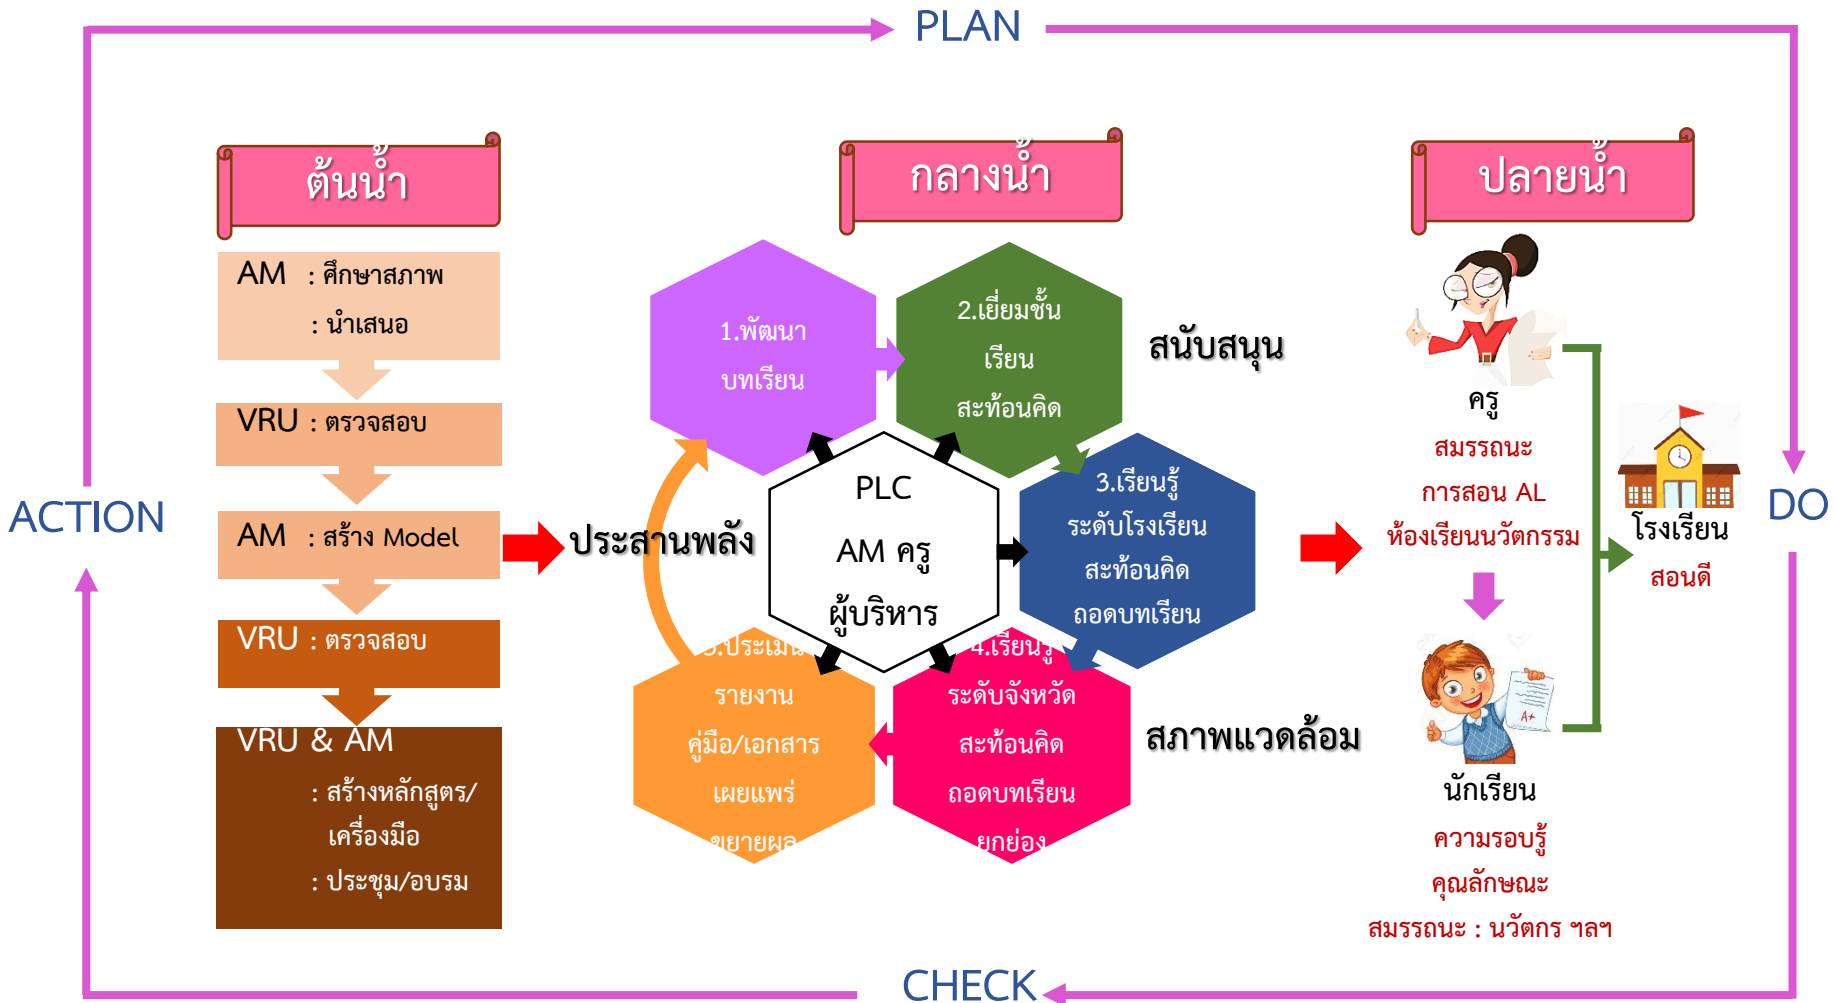 PLAN
ต้นน้ำ
AM : ศึกษาสภาพ
: นำเสนอ
VRU : ตรวจสอบ
AM : สร้าง Model
VRU : ตรวจสอบ
VRU & AM
: สร้างหลักสูตร/
เครื่องมือ
: ประชุม/อบรม
ประสานพลัง
กลางน้ำ
1.พัฒนา
บทเรียน
2.เยี่ยมชั้น
เรียน
สะท้อนคิด
3.เรียนรู้
ระดับโรงเรียน
สะท้อนคิด
ถอดบทเรียน
4.เรียนรู้
ระดับจังหวัด
สะท้อนคิด
ถอดบทเรียน
ยกย่อง
5.ประเมิน
รายงาน
คู่มือ/เอกสาร
เผยแพร่
ขยายผล
PLC
AM ครู
ผู้บริหาร
สนับสนุน
สภาพแวดล้อม
ปลายน้ำ
ครู
สมรรถนะ
การสอน AL
ห้องเรียนนวัตกรรม
A+
นักเรียน
ความรอบรู้
คุณลักษณะ
สมรรถนะ : นวัตกร ฯลฯ
โรงเรียน
สอนดี
DO
CHECK
ACTION